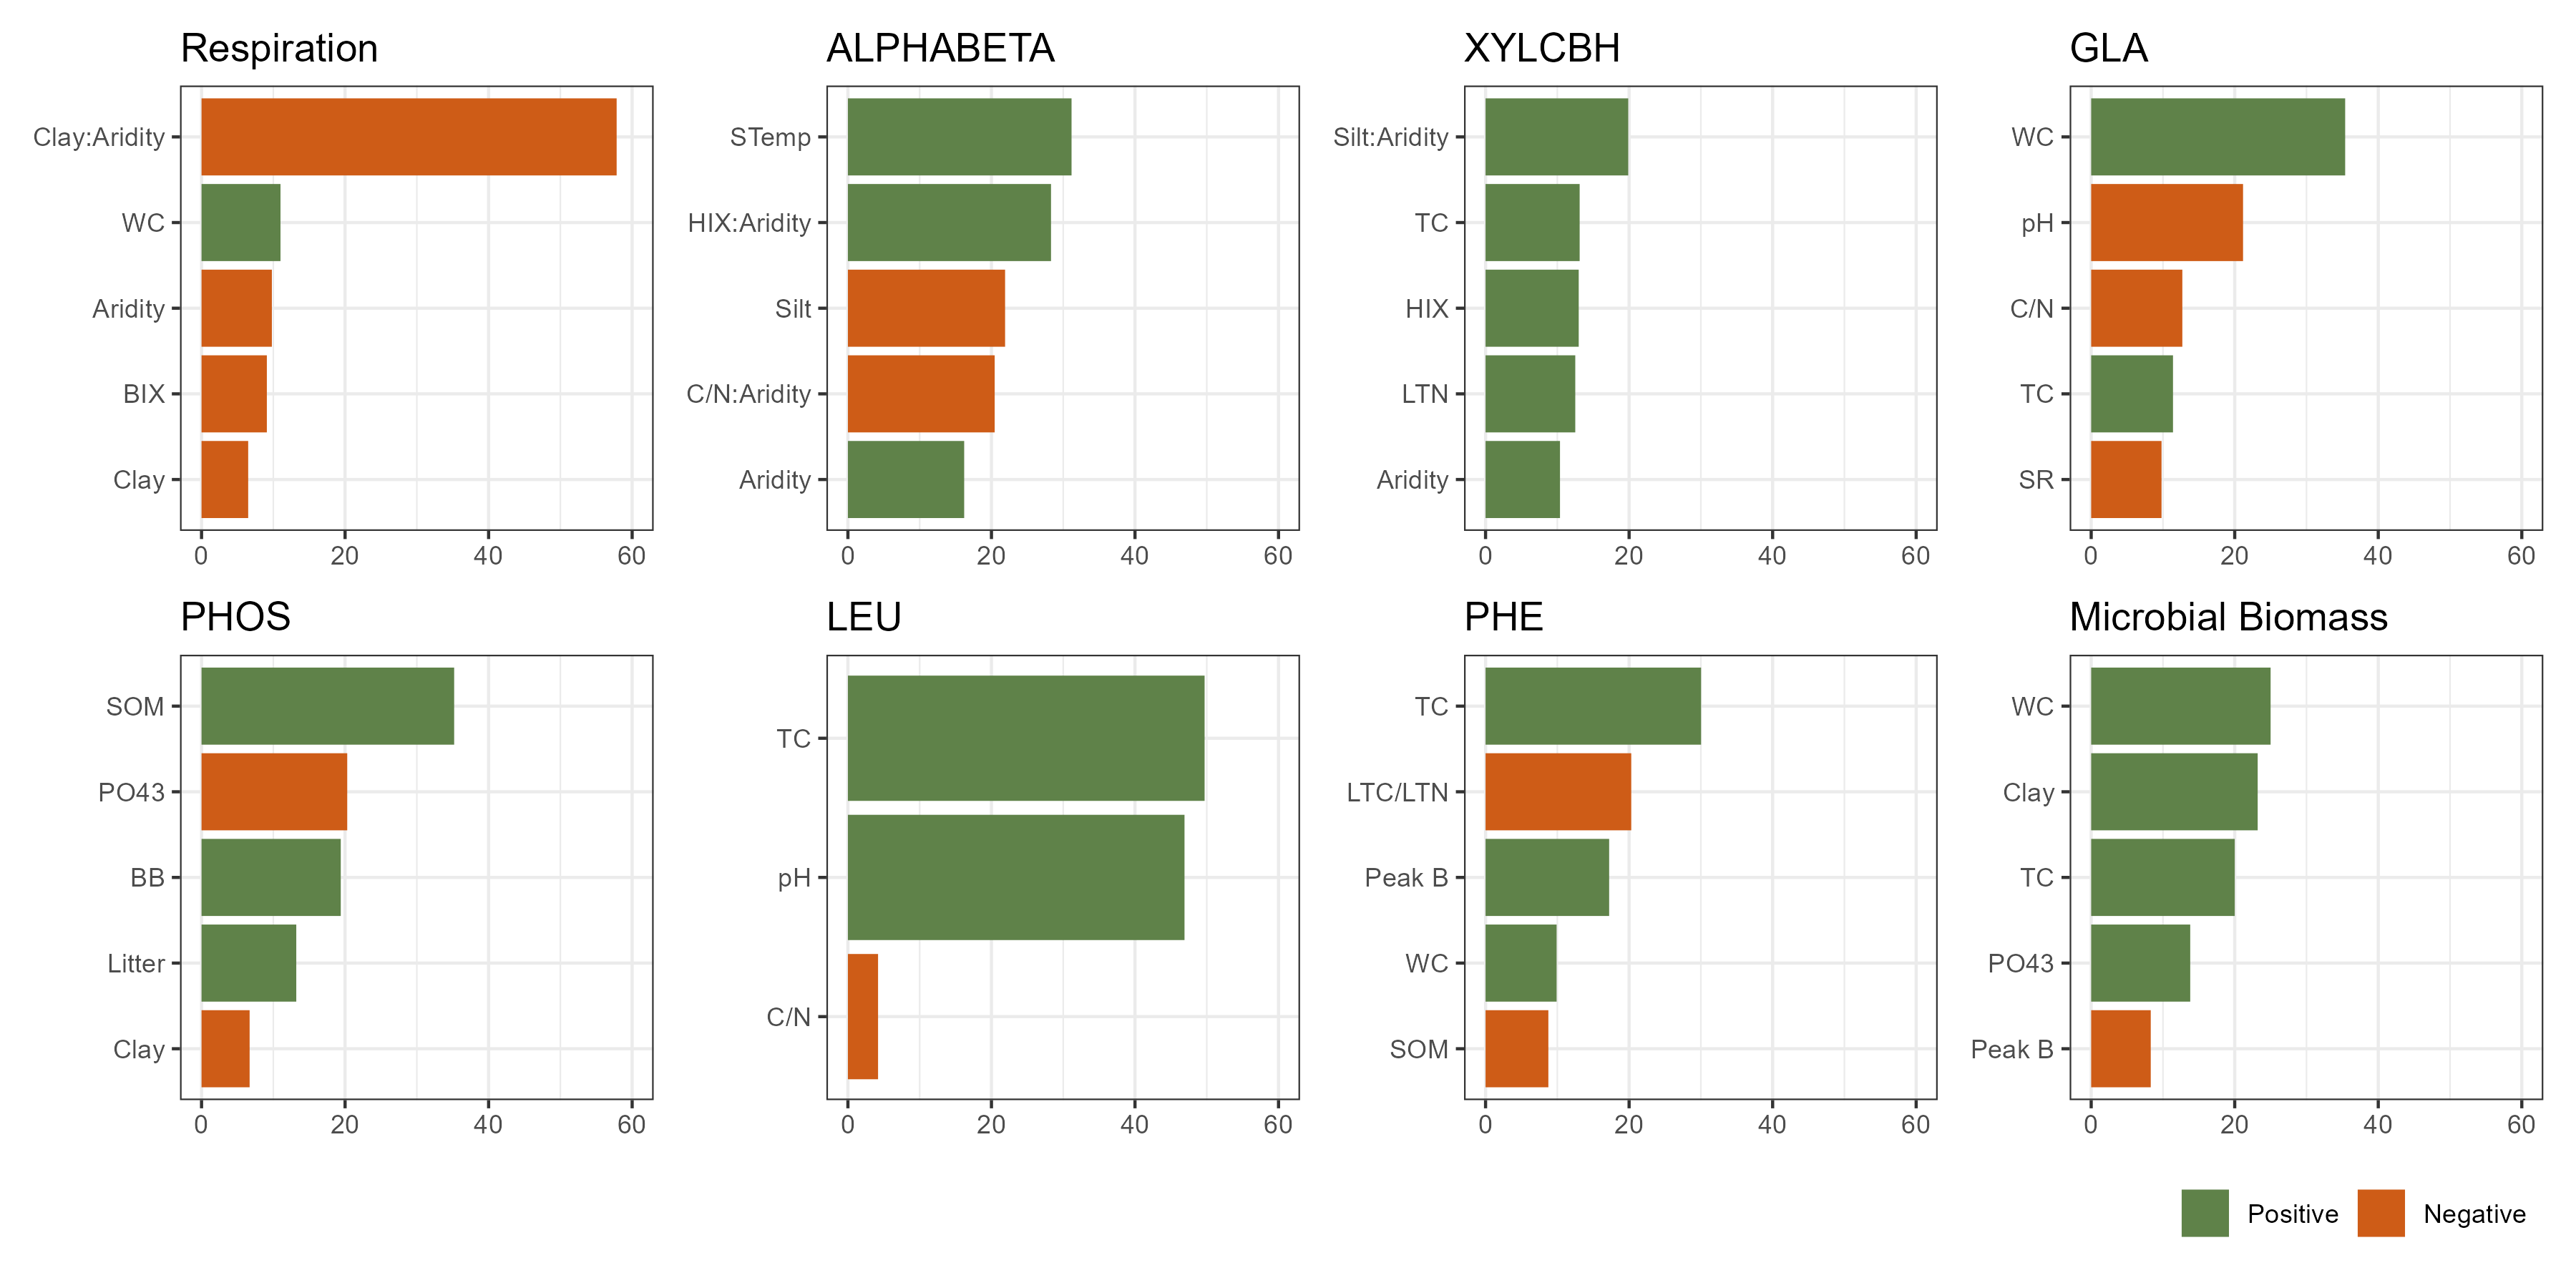 Respiration
Clay:Aridity
WC
Aridity
BIX
Clay
0 20 40 60
ALPHABETA
STemp
HIX:Aridity
Silt
C/N:Aridity
Aridity
0 20 40 60
XYLCBH
Silt:Aridity
TC
HIX
LTN
Aridity
0 20 40 60
GLA
WC
pH
C/N
TC
SR
0 20 40 60
PHOS
SOM
PO43
BB
Litter
Clay
0 20 40 60
LEU
TC
pH
C/N
0 20 40 60
PHE
TC
LTC/LTN
Peak B
WC
SOM
0 20 40 60
Microbial Biomass
WC
Clay
TC
PO43
Peak B
0 20 40 60
Positive Negative